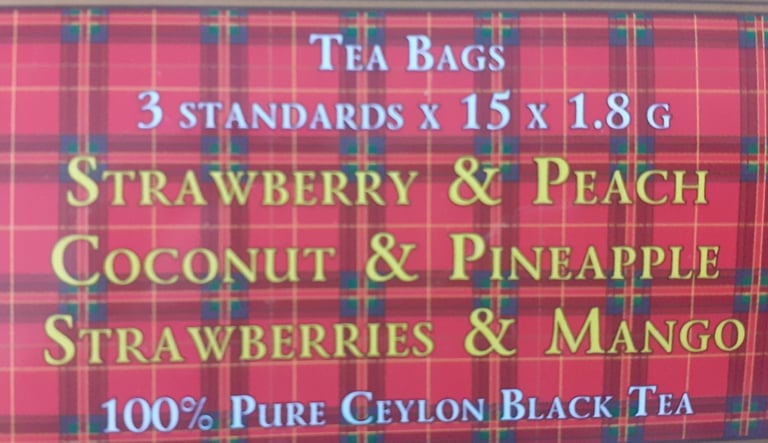 TEA BAGS
3 STANDARDS X 15 X 1.8 G
STRAWBERRY & PEACH
COCONUT & PINEAPPLE
STRAWBERRIES & MANGO
100% PURE CEYLON BLACK TEA